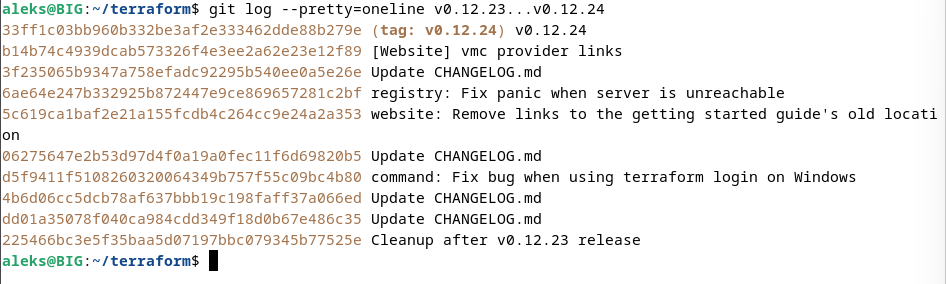 aleks@BIG:~/terraform$ git log --pretty=oneline v0.12.23...v0.12.24
33ff1c03bb960b332be3af2e333462dde88b279e (tag: v0.12.24) v0.12.24
b14b74c4939dcab573326f4e3ee2a62e23e12f89 [Website] vmc provider links
3f235065b9347a758efadc92295b540ee0a5e26e Update CHANGELOG.md
6ae64e247b332925b872447e9ce869657281c2bf registry: Fix panic when server is unreachable
5c619ca1baf2e21a155fcdb4c264cc9e24a2a353 website: Remove links to the getting started guide's old locati
on
06275647e2b53d97d4f0a19a0fec11f6d69820b5 Update CHANGELOG.md
d5f9411f5108260320064349b757f55c09bc4b80 command: Fix bug when using terraform login on Windows
4b6d06cc5dcb78af637bbb19c198faff37a066ed Update CHANGELOG.md
dd01a35078f040ca984cdd349f18d0b67e486c35 Update CHANGELOG.md
225466bc3e5f35baa5d07197bbc079345b77525e Cleanup after v0.12.23 release
aleks@BIG:~/terraform$